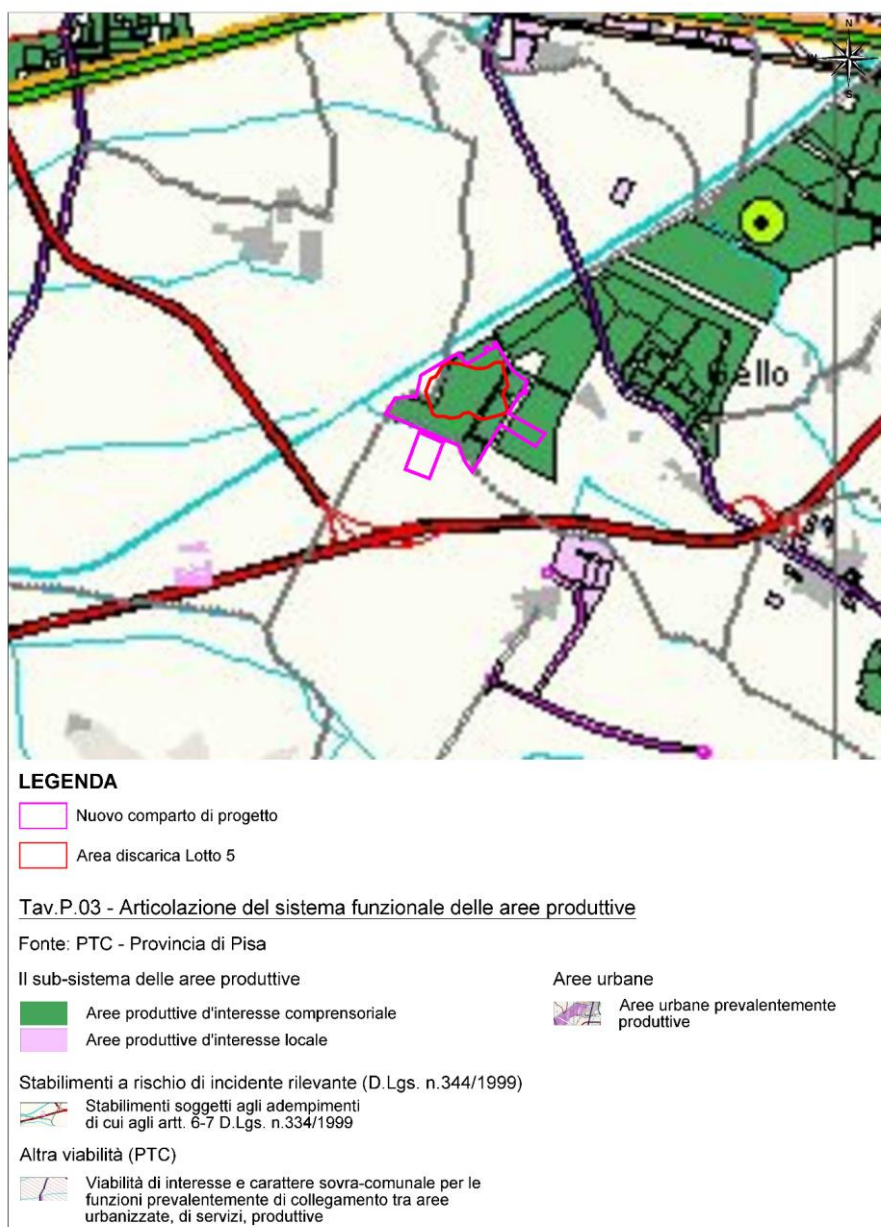 N
S
ello
LEGENDA
Nuovo comparto di progetto
Area discarica Lotto 5
Tav.P.03 - Articolazione del sistema funzionale delle aree produttive
Fonte: PTC - Provincia di Pisa
Il sub-sistema delle aree produttive
Aree produttive d'interesse comprensoriale
Aree produttive d'interesse locale
Aree urbane
Aree urbane prevalentemente
produttive
Stabilimenti a rischio di incidente rilevante (D.Lgs. n.344/1999)
Stabilimenti soggetti agli adempimenti
di cui agli artt. 6-7 D.Lgs. n.334/1999
Altra viabilità (PTC)
Viabilità di interesse e carattere sovra-comunale per le
funzioni prevalentemente di collegamento tra aree
urbanizzate, di servizi, produttive